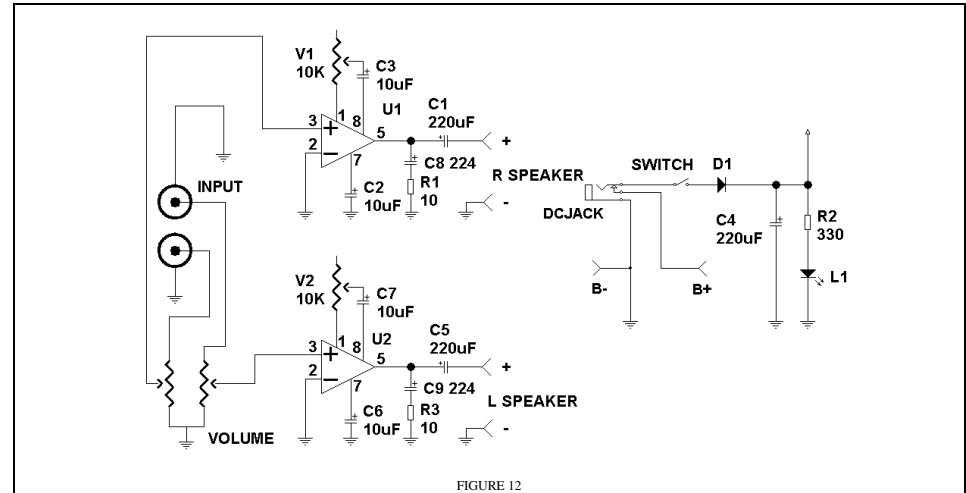 V1
10K
C3
10uF
U1
1
3
8
2
5
7
+
−
C1
220uF
+
C8 224
R1
10
C2
10uF
R SPEAKER
-
INPUT
VOLUME
V2
10K
C7
10uF
U2
1
3
8
2
5
7
+
−
C5
220uF
+
C9 224
R3
10
C6
10uF
L SPEAKER
-
SWITCH
D1
DCJACK
B-
B+
C4
220uF
R2
330
L1
FIGURE 12